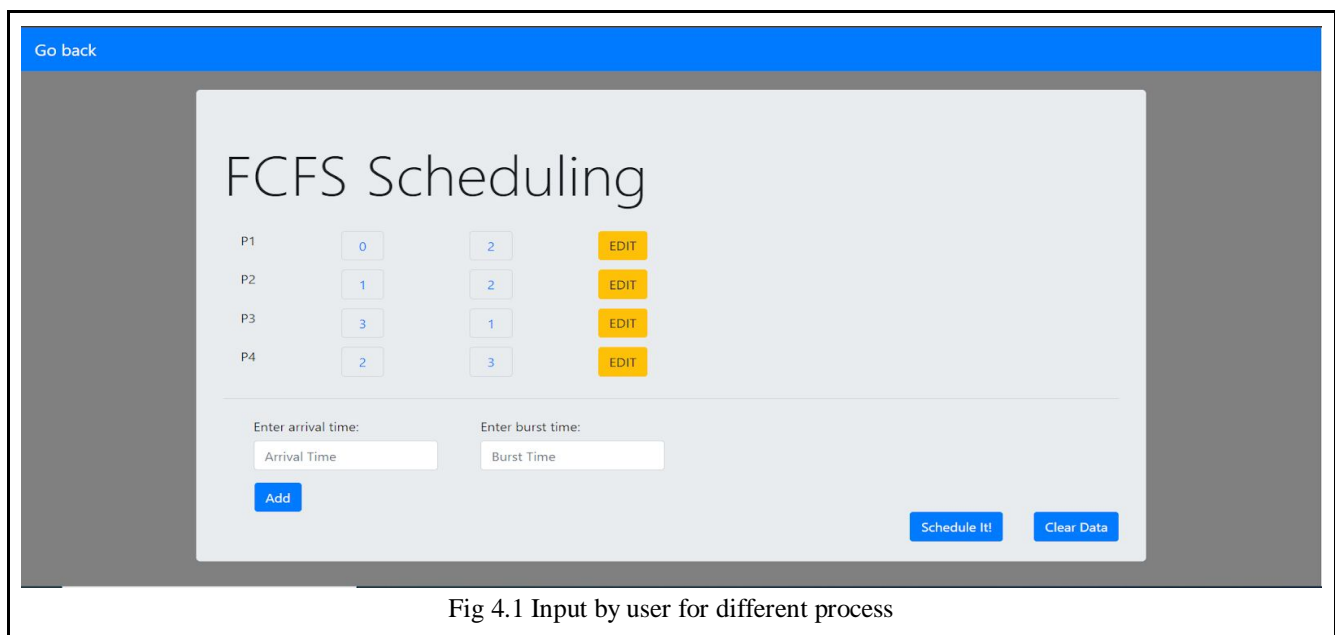 Go back
FCFS Scheduling
P1 0 2 EDIT
P2 1 2 EDIT
P3 3 1 EDIT
P4 2 3 EDIT
Enter arrival time: Enter burst time:
Arrival Time Burst Time
Add
Schedule It! Clear Data
Fig 4.1 Input by user for different process